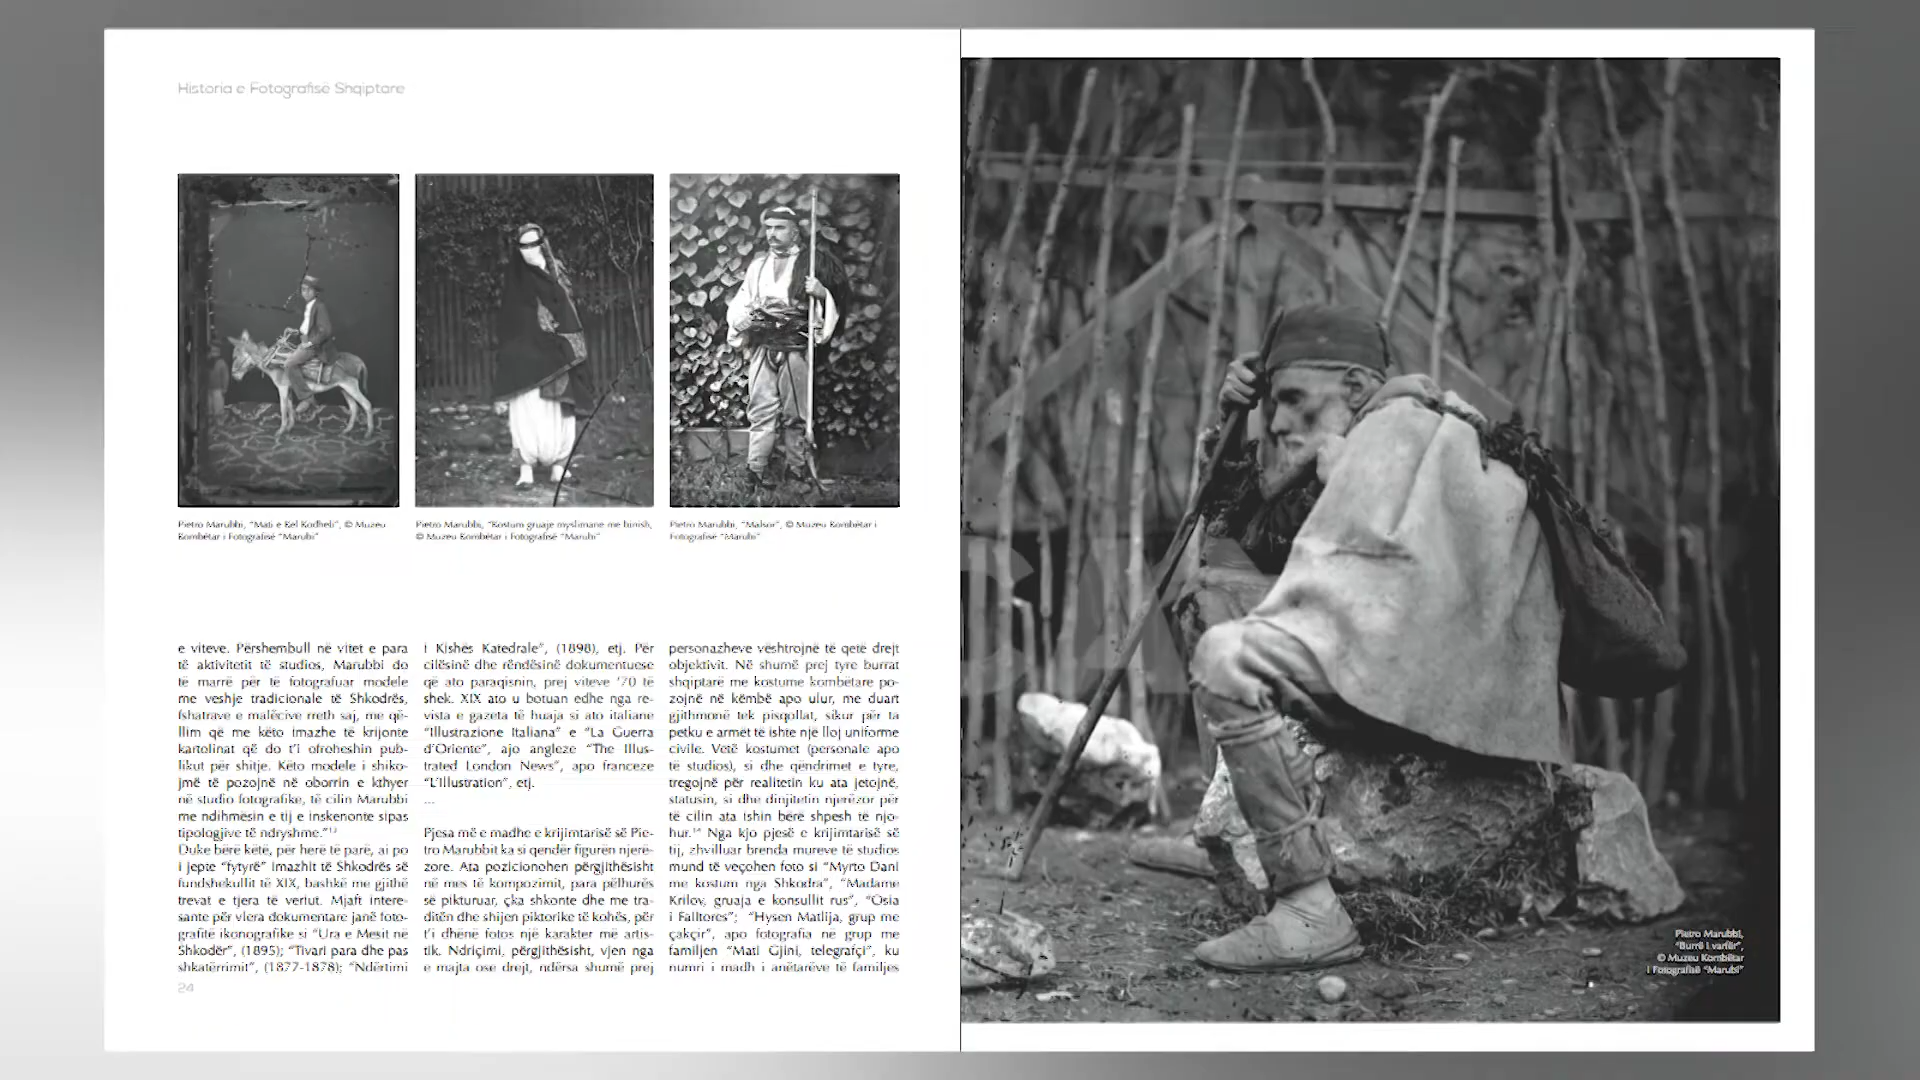 Historia e Fotografisë Shqiptare
Pietro Marubbi, "Mati e Kel Kodheli", © Muzeu
Kombëtar i Fotografisë "Marubi"
Pietro Marubbi, "Kostum gruaje myslimane me binish,
© Muzeu Kombëtar i Fotografisë "Marubi"
Pietro Marubbi, "Malsor", © Muzeu Kombëtar i
Fotografisë "Marubi"
e viteve. Përshembull në vitet e para
të aktivitetit të studios, Marubbi do
të marrë për të fotografuar modele
me veshje tradicionale të Shkodrës,
fshatrave e malëcive rreth saj, me që-
llim që me këto imazhe të krijonte
kartolinat që do t'i ofroheshin pub-
likut për shitje. Këto modele i shiko-
jmë të pozojnë në oborrin e kthyer
në studio fotografike, të cilin Marubbi
me ndihmësin e tij e inskenonte sipas
tipologjive të ndryshme."¹³
Duke bërë këtë, për herë të parë, ai po
i jepte "fytyrë" imazhit të Shkodrës së
fundshekullit të XIX, bashkë me gjithë
trevat e tjera të veriut. Mjaft intere-
sante për vlera dokumentare janë foto-
grafitë ikonografike si "Ura e Mesit në
Shkodër", (1895); "Tivari para dhe pas
shkatërrimit", (1877-1878); "Ndërtimi
24
i Kishës Katedrale", (1898), etj. Për
cilësinë dhe rëndësinë dokumentuese
që ato paraqisnin, prej viteve '70 të
shek. XIX ato u botuan edhe nga re-
vista e gazeta të huaja si ato italiane
"Illustrazione Italiana" e "La Guerra
d'Oriente", ajo angleze "The Illus-
trated London News", apo franceze
"L'Illustration", etj.
...
Pjesa më e madhe e krijimtarisë së Pie-
tro Marubbit ka si qendër figurën njerë-
zore. Ata pozicionohen përgjithësisht
në mes të kompozimit, para pëlhurës
së pikturuar, çka shkonte dhe me tra-
ditën dhe shijen piktorike të kohës, për
t'i dhënë fotos një karakter më artis-
tik. Ndriçimi, përgjithësisht, vjen nga
e majta ose drejt, ndërsa shumë prej
personazheve vështrojnë të qetë drejt
objektivit. Në shumë prej tyre burrat
shqiptarë me kostume kombëtare po-
zojnë në këmbë apo ulur, me duart
gjithmonë tek pisqollat, sikur për ta
petku e armët të ishte një lloj uniforme
civile. Vetë kostumet (personale apo
të studios), si dhe qëndrimet e tyre,
tregojnë për realitetin ku ata jetojnë,
statusin, si dhe dinjitetin njerëzor për
të cilin ata ishin bërë shpesh të njo-
hur.¹⁴ Nga kjo pjesë e krijimtarisë së
tij, zhvilluar brenda mureve të studios
mund të veçohen foto si "Myrto Dani
me kostum nga Shkodra", "Madame
Krilov, gruaja e konsullit rus", "Osia
i Falltores"; "Hysen Matlija, grup me
çakçir", apo fotografia në grup me
familjen "Mati Gjini, telegrafçi", ku
numri i madh i anëtarëve të familjes
Pietro Marubbi,
"Burrë i varfër",
© Muzeu Kombëtar
i Fotografisë "Marubi"